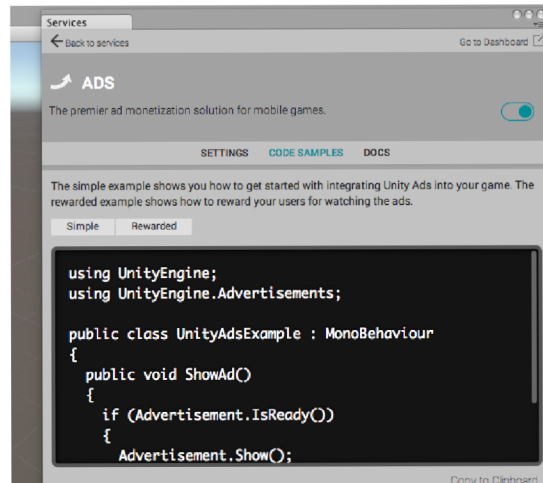 Services
Back to services
Go to Dashboard
ADS
The premier ad monetization solution for mobile games.
SETTINGS CODE SAMPLES DOCS
The simple example shows you how to get started with integrating Unity Ads into your game. The
rewarded example shows how to reward your users for watching the ads.
Simple Rewarded
using UnityEngine;
using UnityEngine.Advertisements;
public class UnityAdsExample : MonoBehaviour
{
public void ShowAd()
{
if (Advertisement.IsReady())
{
Advertisement.Show();
Copy to Clipboard